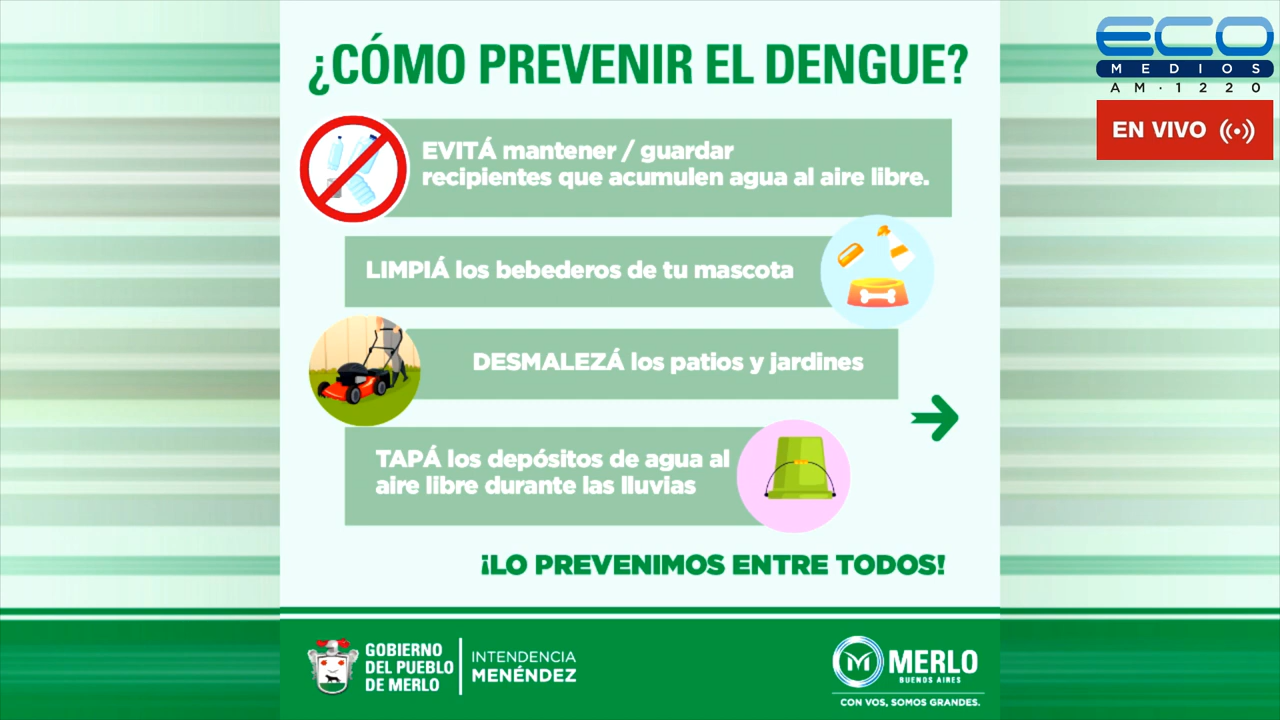 ¿CÓMO PREVENIR EL DENGUE?
ECO
MEDIOS
AM·1220
EN VIVO
EVITÁ mantener / guardar
recipientes que acumulen agua al aire libre.
LIMPIÁ los bebederos de tu mascota
DESMALEZÁ los patios y jardines
TAPÁ los depósitos de agua al
aire libre durante las lluvias
¡LO PREVENIMOS ENTRE TODOS!
GOBIERNO
DEL PUEBLO
DE MERLO
INTENDENCIA
MENÉNDEZ
MERLO
BUENOS AIRES
CON VOS, SOMOS GRANDES.